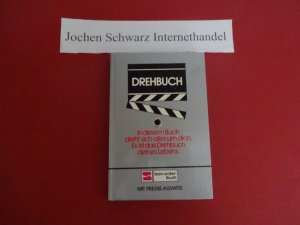 Jochen Schwarz Internethandel
DREHBUCH
In diesem Buch
dreht sich alles um dich.
Es ist das Drehbuch
deines Lebens.
Schneider
Buch
MIT PRESSE-AUSWEIS